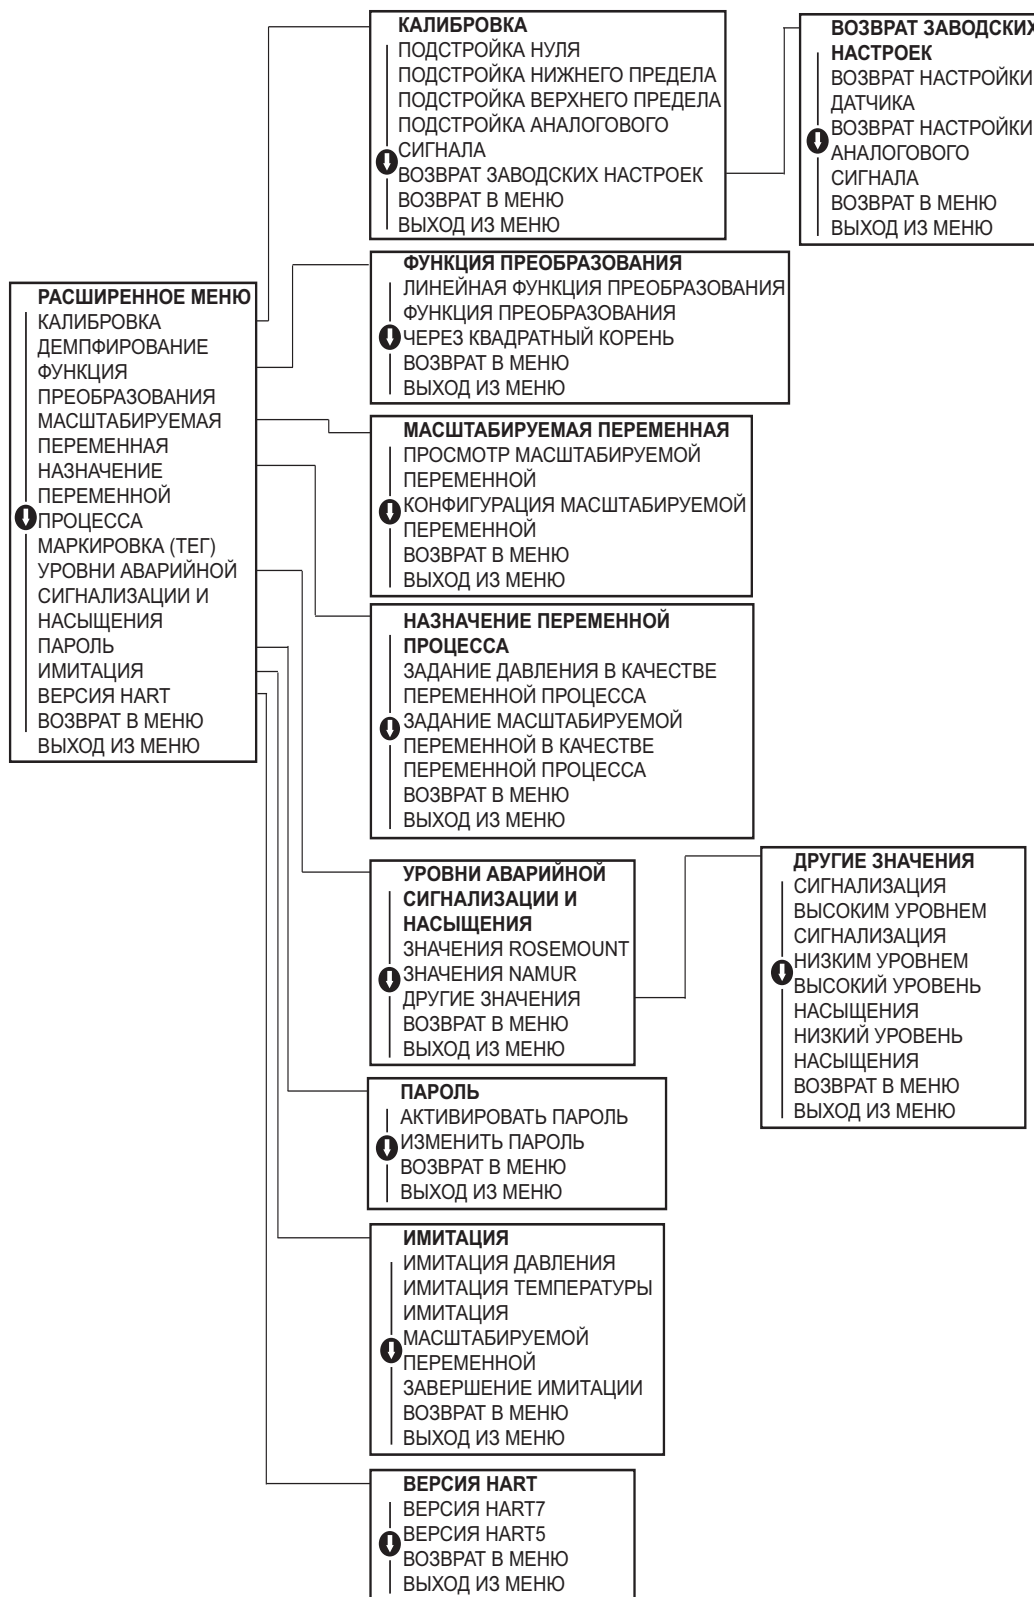 РАСШИРЕННОЕ МЕНЮ
КАЛИБРОВКА
ДЕМПФИРОВАНИЕ
ФУНКЦИЯ
ПРЕОБРАЗОВАНИЯ
МАСШТАБИРУЕМАЯ
ПЕРЕМЕННАЯ
НАЗНАЧЕНИЕ
ПЕРЕМЕННОЙ
ПРОЦЕССА
МАРКИРОВКА (ТЕГ)
УРОВНИ АВАРИЙНОЙ
СИГНАЛИЗАЦИИ И
НАСЫЩЕНИЯ
ПАРОЛЬ
ИМИТАЦИЯ
ВЕРСИЯ HART
ВОЗВРАТ В МЕНЮ
ВЫХОД ИЗ МЕНЮ
КАЛИБРОВКА
ПОДСТРОЙКА НУЛЯ
ПОДСТРОЙКА НИЖНЕГО ПРЕДЕЛА
ПОДСТРОЙКА ВЕРХНЕГО ПРЕДЕЛА
ПОДСТРОЙКА АНАЛОГОВОГО
СИГНАЛА
ВОЗВРАТ ЗАВОДСКИХ НАСТРОЕК
ВОЗВРАТ В МЕНЮ
ВЫХОД ИЗ МЕНЮ
ВОЗВРАТ ЗАВОДСКИХ
НАСТРОЕК
ВОЗВРАТ НАСТРОЙКИ
ДАТЧИКА
ВОЗВРАТ НАСТРОЙКИ
АНАЛОГОВОГО
СИГНАЛА
ВОЗВРАТ В МЕНЮ
ВЫХОД ИЗ МЕНЮ
ФУНКЦИЯ ПРЕОБРАЗОВАНИЯ
ЛИНЕЙНАЯ ФУНКЦИЯ ПРЕОБРАЗОВАНИЯ
ФУНКЦИЯ ПРЕОБРАЗОВАНИЯ
ЧЕРЕЗ КВАДРАТНЫЙ КОРЕНЬ
ВОЗВРАТ В МЕНЮ
ВЫХОД ИЗ МЕНЮ
МАСШТАБИРУЕМАЯ ПЕРЕМЕННАЯ
ПРОСМОТР МАСШТАБИРУЕМОЙ
ПЕРЕМЕННОЙ
КОНФИГУРАЦИЯ МАСШТАБИРУЕМОЙ
ПЕРЕМЕННОЙ
ВОЗВРАТ В МЕНЮ
ВЫХОД ИЗ МЕНЮ
НАЗНАЧЕНИЕ ПЕРЕМЕННОЙ
ПРОЦЕССА
ЗАДАНИЕ ДАВЛЕНИЯ В КАЧЕСТВЕ
ПЕРЕМЕННОЙ ПРОЦЕССА
ЗАДАНИЕ МАСШТАБИРУЕМОЙ
ПЕРЕМЕННОЙ В КАЧЕСТВЕ
ПЕРЕМЕННОЙ ПРОЦЕССА
ВОЗВРАТ В МЕНЮ
ВЫХОД ИЗ МЕНЮ
УРОВНИ АВАРИЙНОЙ
СИГНАЛИЗАЦИИ И
НАСЫЩЕНИЯ
ЗНАЧЕНИЯ ROSEMOUNT
ЗНАЧЕНИЯ NAMUR
ДРУГИЕ ЗНАЧЕНИЯ
ВОЗВРАТ В МЕНЮ
ВЫХОД ИЗ МЕНЮ
ДРУГИЕ ЗНАЧЕНИЯ
СИГНАЛИЗАЦИЯ
ВЫСОКИМ УРОВНЕМ
СИГНАЛИЗАЦИЯ
НИЗКИМ УРОВНЕМ
ВЫСОКИЙ УРОВЕНЬ
НАСЫЩЕНИЯ
НИЗКИЙ УРОВЕНЬ
НАСЫЩЕНИЯ
ВОЗВРАТ В МЕНЮ
ВЫХОД ИЗ МЕНЮ
ПАРОЛЬ
АКТИВИРОВАТЬ ПАРОЛЬ
ИЗМЕНИТЬ ПАРОЛЬ
ВОЗВРАТ В МЕНЮ
ВЫХОД ИЗ МЕНЮ
ИМИТАЦИЯ
ИМИТАЦИЯ ДАВЛЕНИЯ
ИМИТАЦИЯ ТЕМПЕРАТУРЫ
ИМИТАЦИЯ
МАСШТАБИРУЕМОЙ
ПЕРЕМЕННОЙ
ЗАВЕРШЕНИЕ ИМИТАЦИИ
ВОЗВРАТ В МЕНЮ
ВЫХОД ИЗ МЕНЮ
ВЕРСИЯ HART
ВЕРСИЯ HART7
ВЕРСИЯ HART5
ВОЗВРАТ В МЕНЮ
ВЫХОД ИЗ МЕНЮ